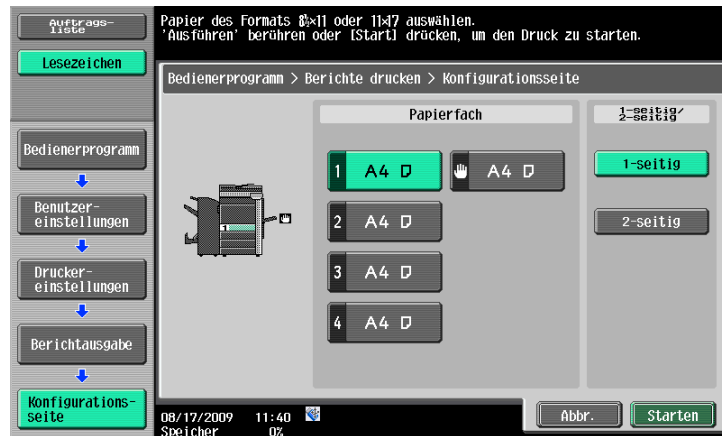 Auftrags-
liste
Lesezeichen
Papier des Formats 8½×11 oder 11×17 auswählen.
'Ausführen' berühren oder [Start] drücken, um den Druck zu
starten.
Bedienerprogramm > Berichte drucken > Konfigurationsseite
Bedienerprogramm
Benutzer-
einstellungen
Drucker-
einstellungen
Berichtausgabe
Konfigurations-
seite
Papierfach
1 A4
A4
2 A4
3 A4
4 A4
1
1-seitig/
2-seitig
1-seitig
2-seitig
08/17/2009 11:40
Speicher 0%
Abbr.
Starten